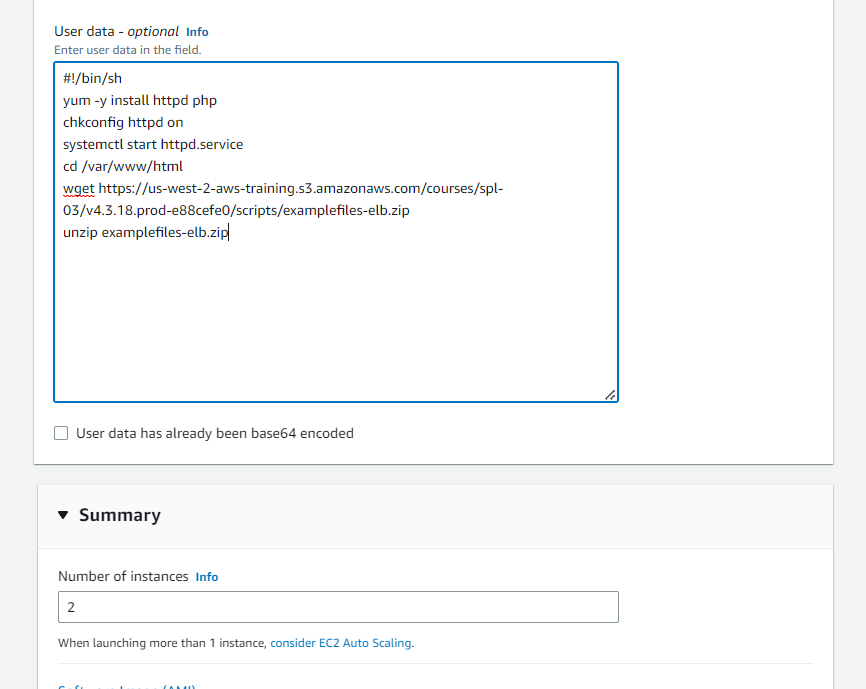 User data - optional Info
Enter user data in the field.
#!/bin/sh
yum -y install httpd php
chkconfig httpd on
systemctl start httpd.service
cd /var/www/html
wget https://us-west-2-aws-training.s3.amazonaws.com/courses/spl-
03/v4.3.18.prod-e88cefe0/scripts/examplefiles-elb.zip
unzip examplefiles-elb.zip
User data has already been base64 encoded
Summary
Number of instances Info
2
When launching more than 1 instance, consider EC2 Auto Scaling.
Software Image (AMI)